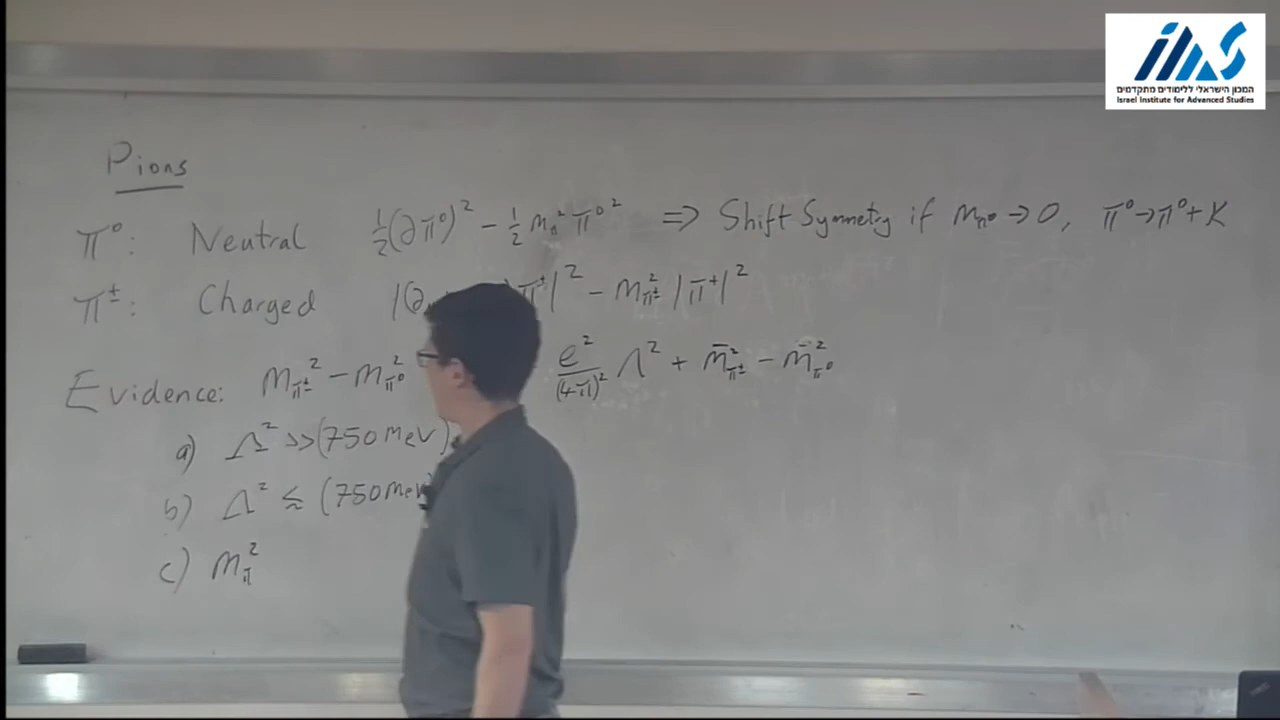 המכון הישראלי ללימודים מתקדמים
Israel Institute for Advanced Studies
Pions
π⁰: Neutral ½(∂π⁰)² − ½ m_π² π⁰² ⇒ Shift Symmetry if m_π⁰ → 0, π⁰→π⁰+K
π±: Charged |(∂ )π±|² − m_π±² |π±|²
Evidence: m_π±² − m_π⁰² e²/(4π)² Λ² + m̄_π±² − m̄_π⁰²
a) Λ² >> (750 MeV)
b) Λ² ≲ (750 MeV
c) m_π²